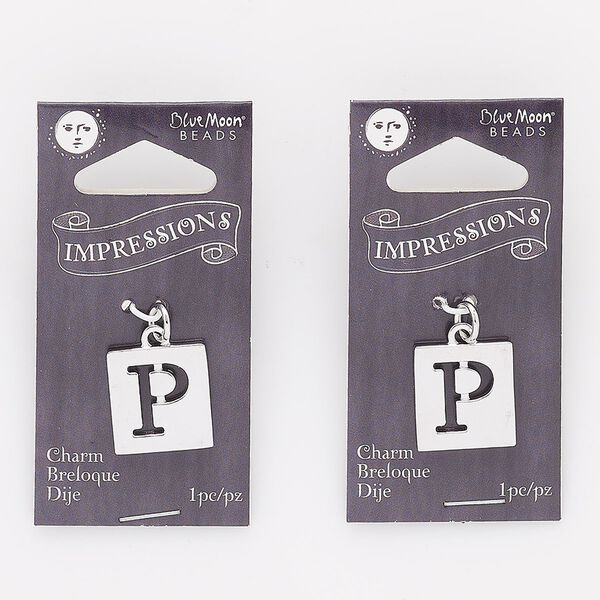 Blue Moon®
BEADS
IMPRESSIONS
P
Charm
Breloque
Dije
1pc/pz
Blue Moon®
BEADS
IMPRESSIONS
P
Charm
Breloque
Dije
1pc/pz